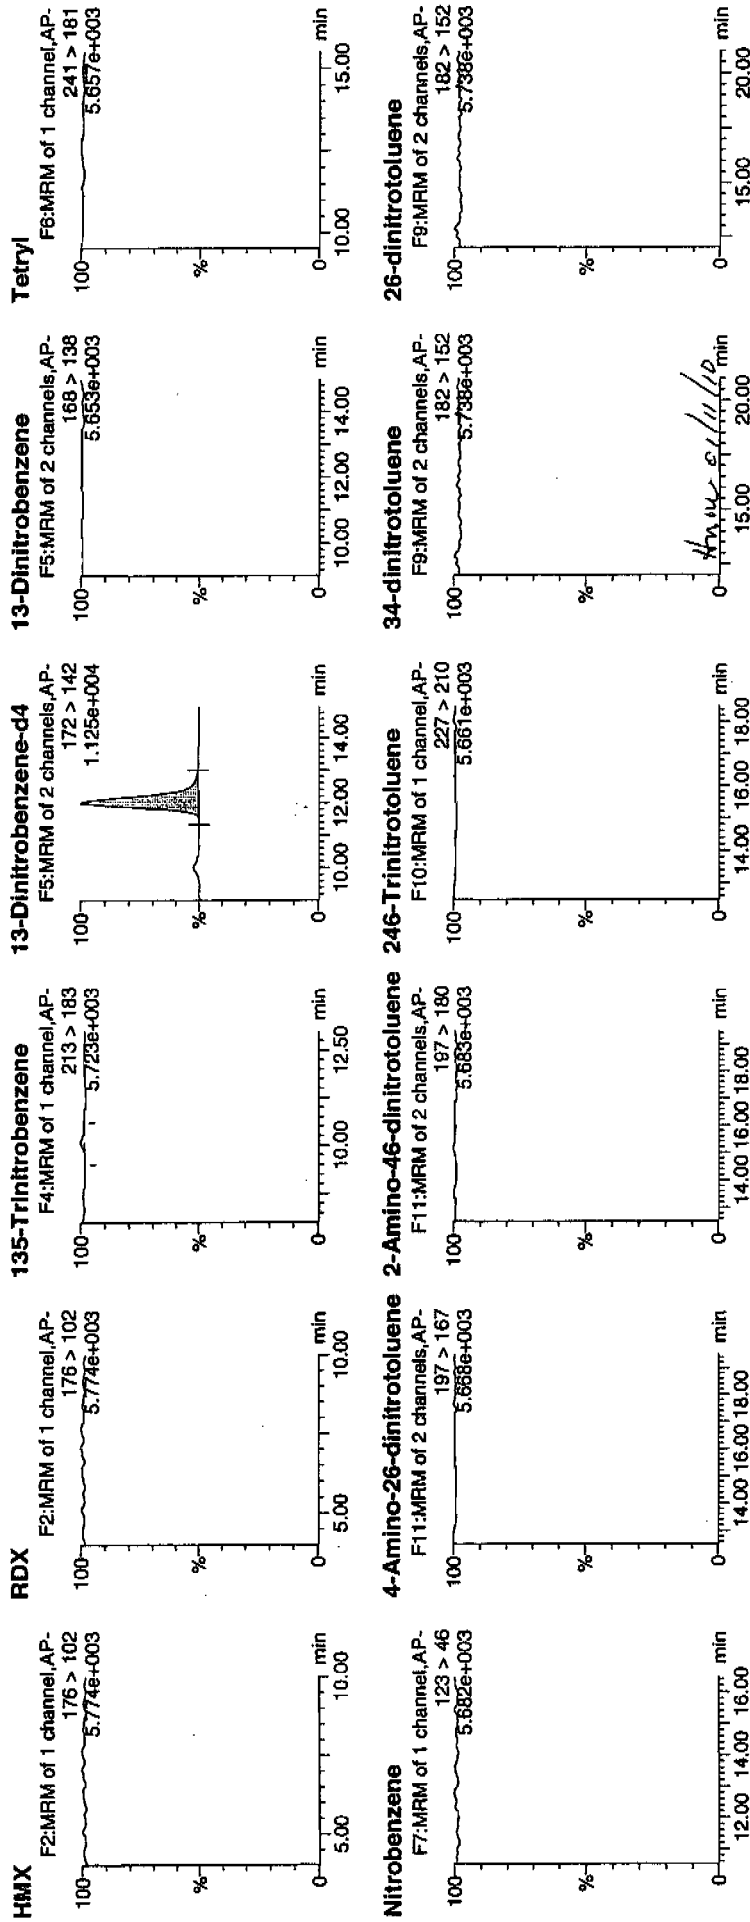 HMX
F2:MRM of 1 channel,AP-
176 > 102
5.774e+003
100
%
0
5.00
10.00
min
RDX
F2:MRM of 1 channel,AP-
176 > 102
5.774e+003
100
%
0
5.00
10.00
min
135-Trinitrobenzene
F4:MRM of 1 channel,AP-
213 > 183
5.723e+003
100
%
0
10.00
12.50
min
13-Dinitrobenzene-d4
F5:MRM of 2 channels,AP-
172 > 142
1.125e+004
100
%
0
10.00
12.00
14.00
min
13-Dinitrobenzene
F5:MRM of 2 channels,AP-
168 > 138
5.653e+003
100
%
0
10.00
12.00
14.00
min
Tetryl
F6:MRM of 1 channel,AP-
241 > 181
5.657e+003
100
%
0
10.00
15.00
min
Nitrobenzene
F7:MRM of 1 channel,AP-
123 > 46
5.682e+003
100
%
0
12.00
14.00
16.00
min
4-Amino-26-dinitrotoluene
F11:MRM of 2 channels,AP-
197 > 167
5.668e+003
100
%
0
14.00
16.00
18.00
min
2-Amino-46-dinitrotoluene
F11:MRM of 2 channels,AP-
197 > 180
5.683e+003
100
%
0
14.00
16.00
18.00
min
246-Trinitrotoluene
F10:MRM of 1 channel,AP-
227 > 210
5.661e+003
100
%
0
14.00
16.00
18.00
min
34-dinitrotoluene
F9:MRM of 2 channels,AP-
182 > 152
5.738e+003
100
%
0
15.00
20.00
min
01/11/10
26-dinitrotoluene
F9:MRM of 2 channels,AP-
182 > 152
5.738e+003
100
%
0
15.00
20.00
min